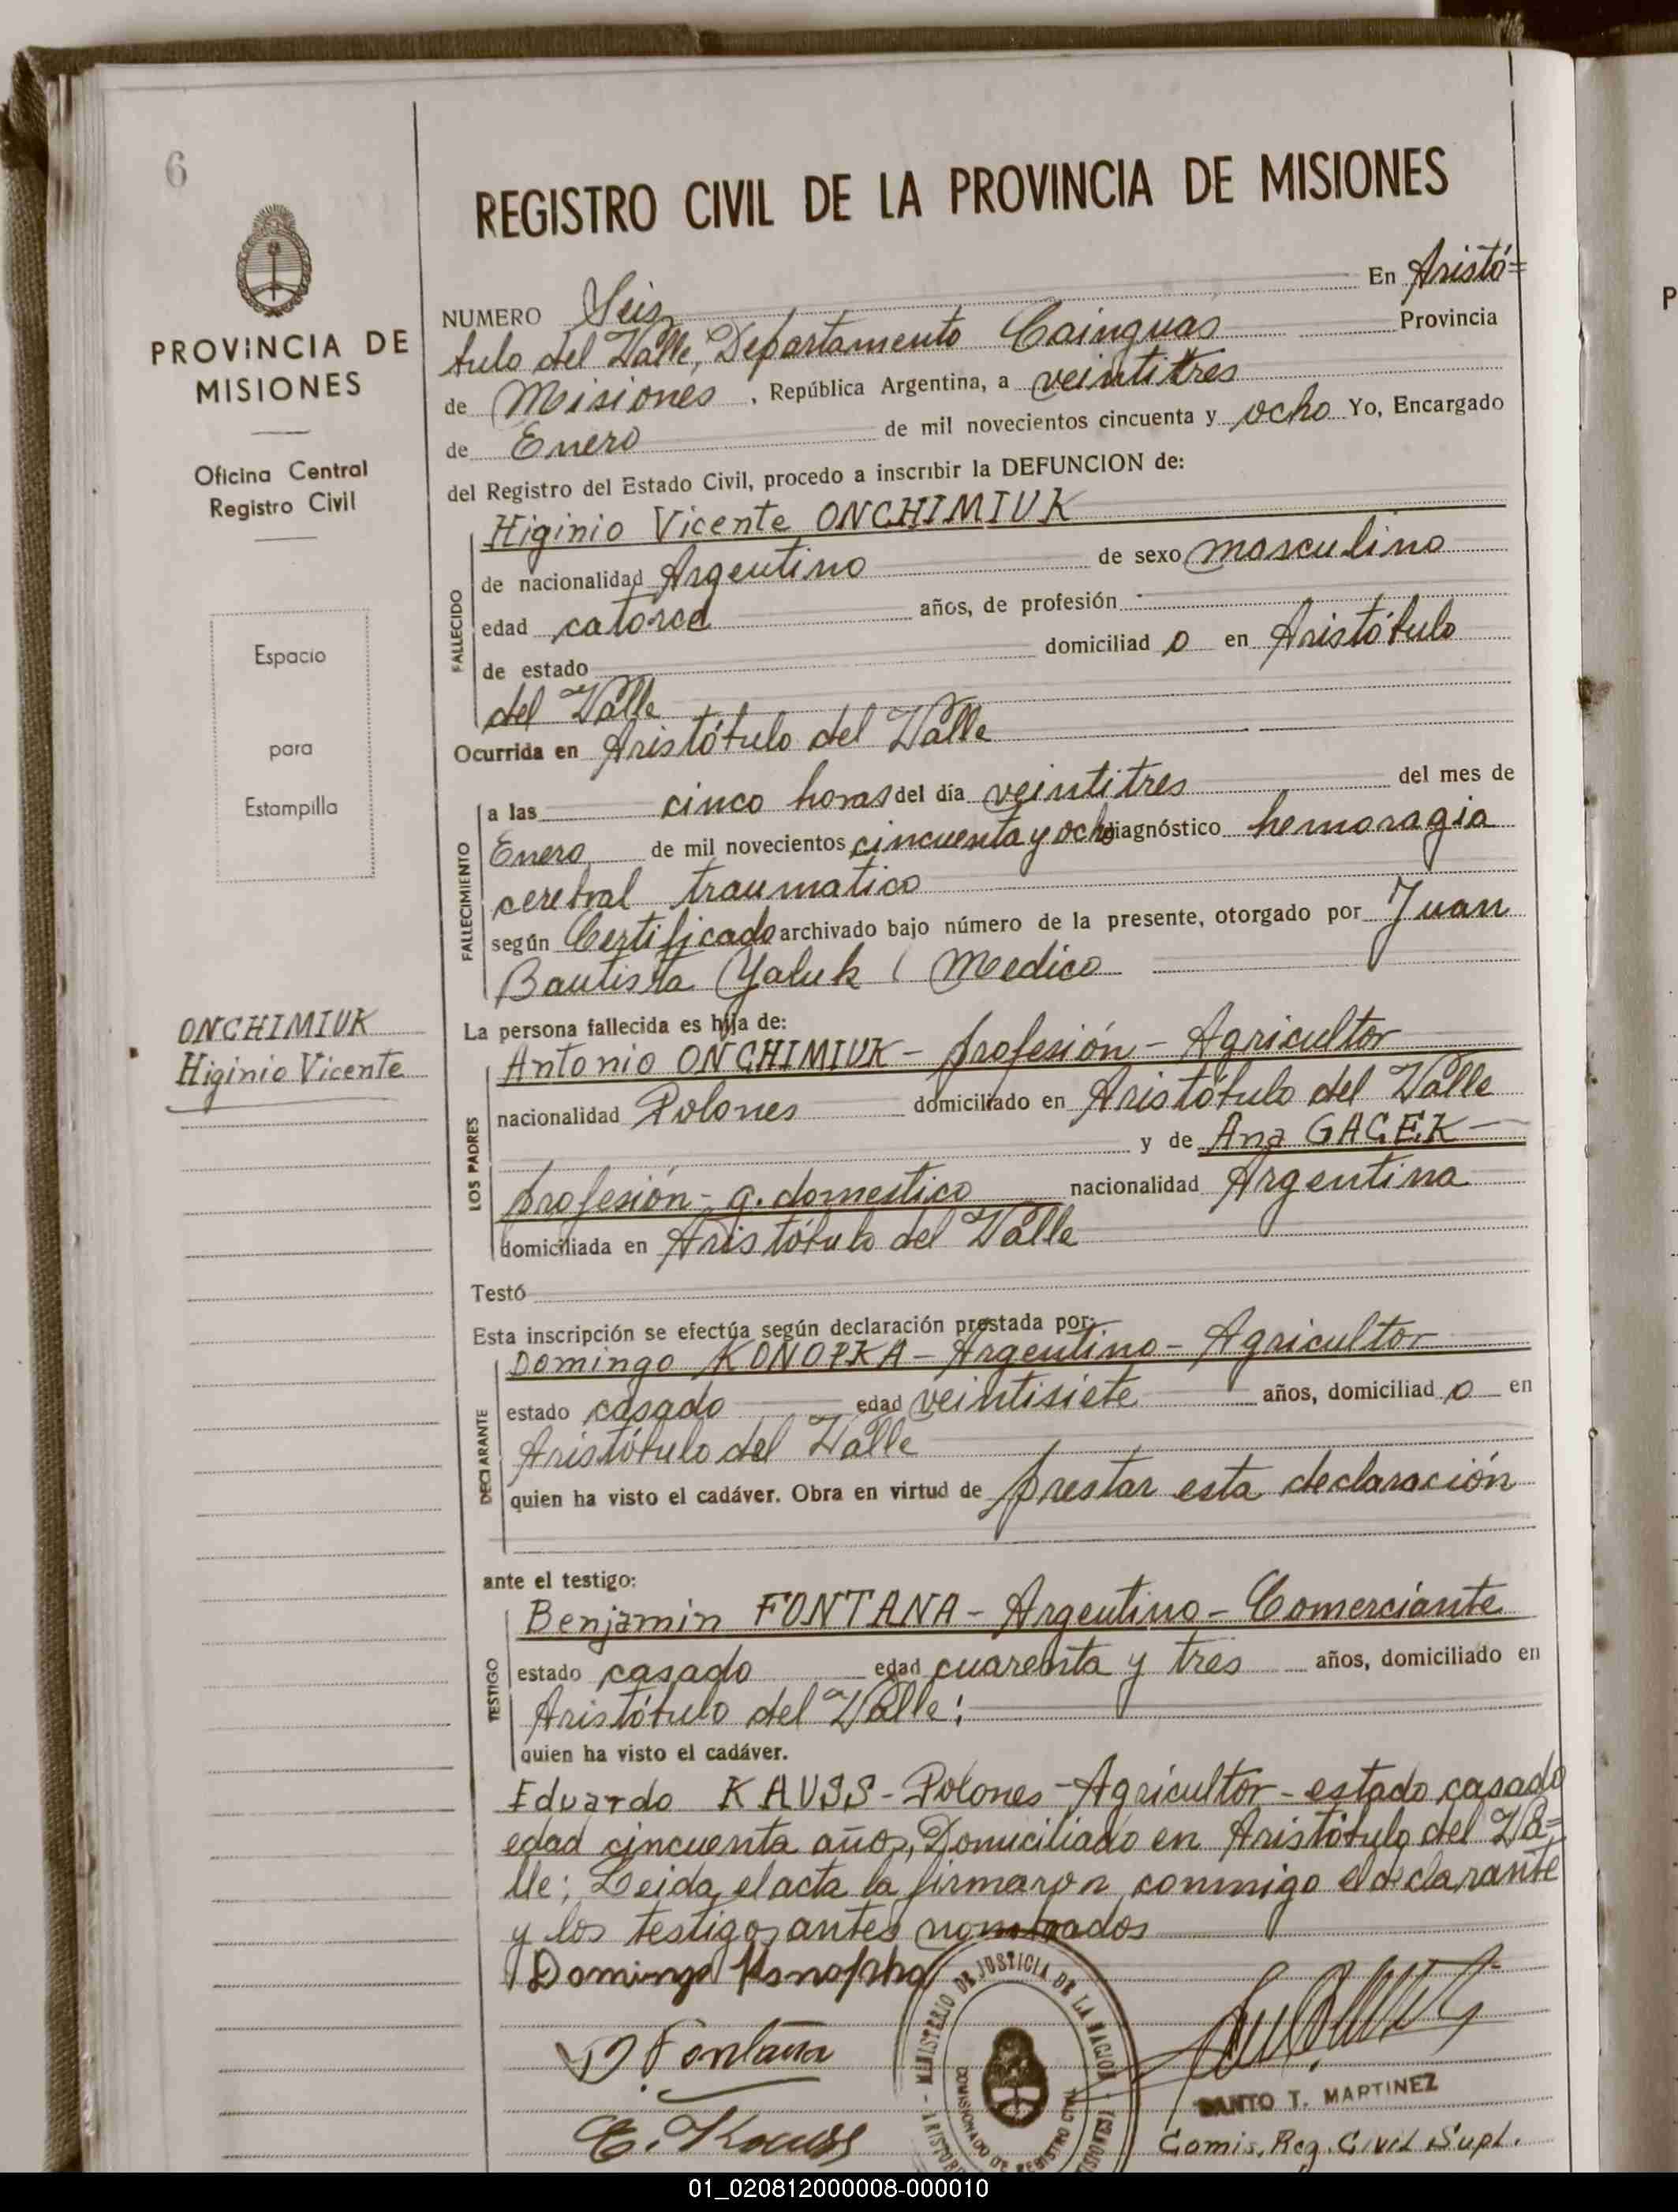 6
PROVINCIA DE
MISIONES
Oficina Central
Registro Civil
Espacio
para
Estampilla
ONCHIMIUK
Higinio Vicente
REGISTRO CIVIL DE LA PROVINCIA DE MISIONES
NUMERO Seis En Aristó=
tulo del Valle, Departamento Cainguas Provincia
de Misiones, República Argentina, a veintitres
de Enero de mil novecientos cincuenta y ocho Yo, Encargado
del Registro del Estado Civil, procedo a inscribir la DEFUNCION de:
Higinio Vicente ONCHIMIUK
FALLECIDO
de nacionalidad Argentino de sexo masculino
edad catorce años, de profesión -
de estado domiciliad o en Aristótulo
del Valle
Ocurrida en Aristótulo del Valle
FALLECIMIENTO
a las cinco horas del día veintitres del mes de
Enero de mil novecientos cincuenta y ocho diagnóstico hemoragia
cerebral traumatico
según Certificado archivado bajo número de la presente, otorgado por Juan
Bautista Yaluk ( Medico
La persona fallecida es hija de:
LOS PADRES
Antonio ONCHIMIUK - profesión - Agricultor
nacionalidad Polones domiciliado en Aristótulo del Valle
y de Ana GACEK
profesión - q. domestico nacionalidad Argentina
domiciliada en Aristótulo del Valle
Testó
Esta inscripción se efectúa según declaración prestada por:
DECLARANTE
Domingo KONOPKA - Argentino - Agricultor
estado casado edad veintisiete años, domiciliad o en
Aristótulo del Valle
quien ha visto el cadáver. Obra en virtud de prestar esta declaración
ante el testigo:
TESTIGO
Benjamin FONTANA - Argentino - Comerciante
estado casado edad cuarenta y tres años, domiciliado en
Aristótulo del Valle;
quien ha visto el cadáver.
Eduardo KAUSS - Polones - Agricultor - estado casado
edad cincuenta años, Domiciliado en Aristótulo del Va=
lle; Leida el acta la firmaron conmigo el declarante
y los testigos antes nombrados
Domingo Konopka
B. Fontana
E. Kauss
MINISTERIO DE JUSTICIA DE LA NACION
DE REGISTRO CIVIL
SANTO T. MARTINEZ
Comis. Reg. Civil Supl.
01_020812000008-000010